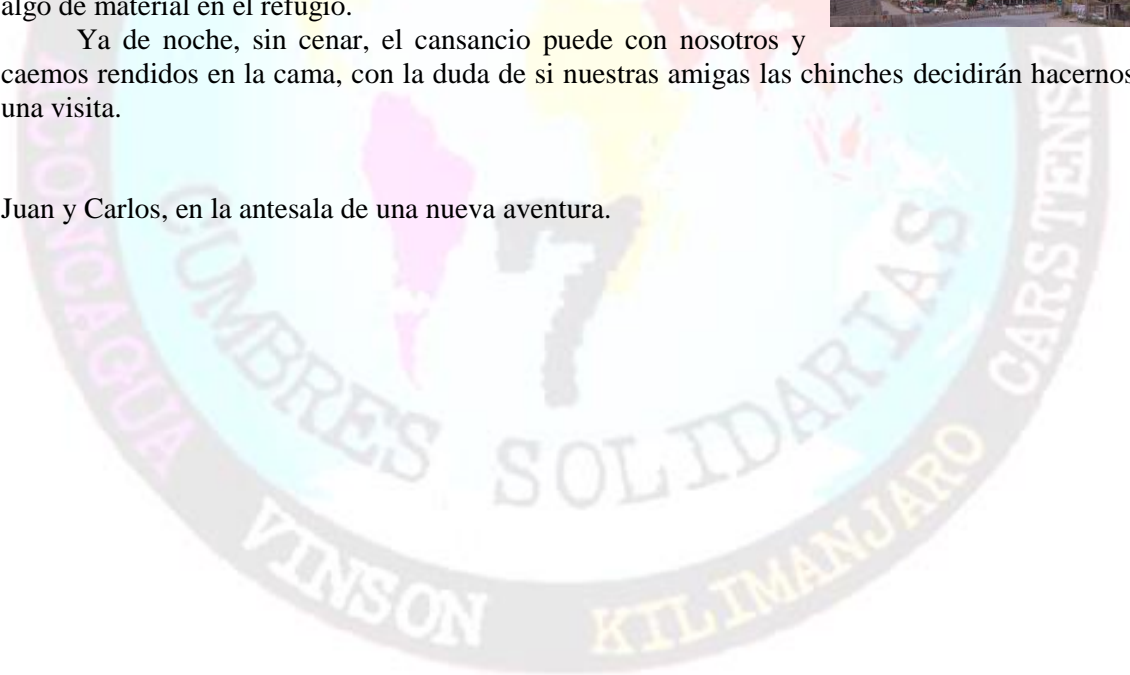 algo de material en el refugio.
Ya de noche, sin cenar, el cansancio puede con nosotros y
caemos rendidos en la cama, con la duda de si nuestras amigas las chinches decidirán hacernos
una visita.
Juan y Carlos, en la antesala de una nueva aventura.
7
CUMBRES SOLIDARIAS
ACONCAGUA
VINSON
KILIMANJARO
CARSTENSZ